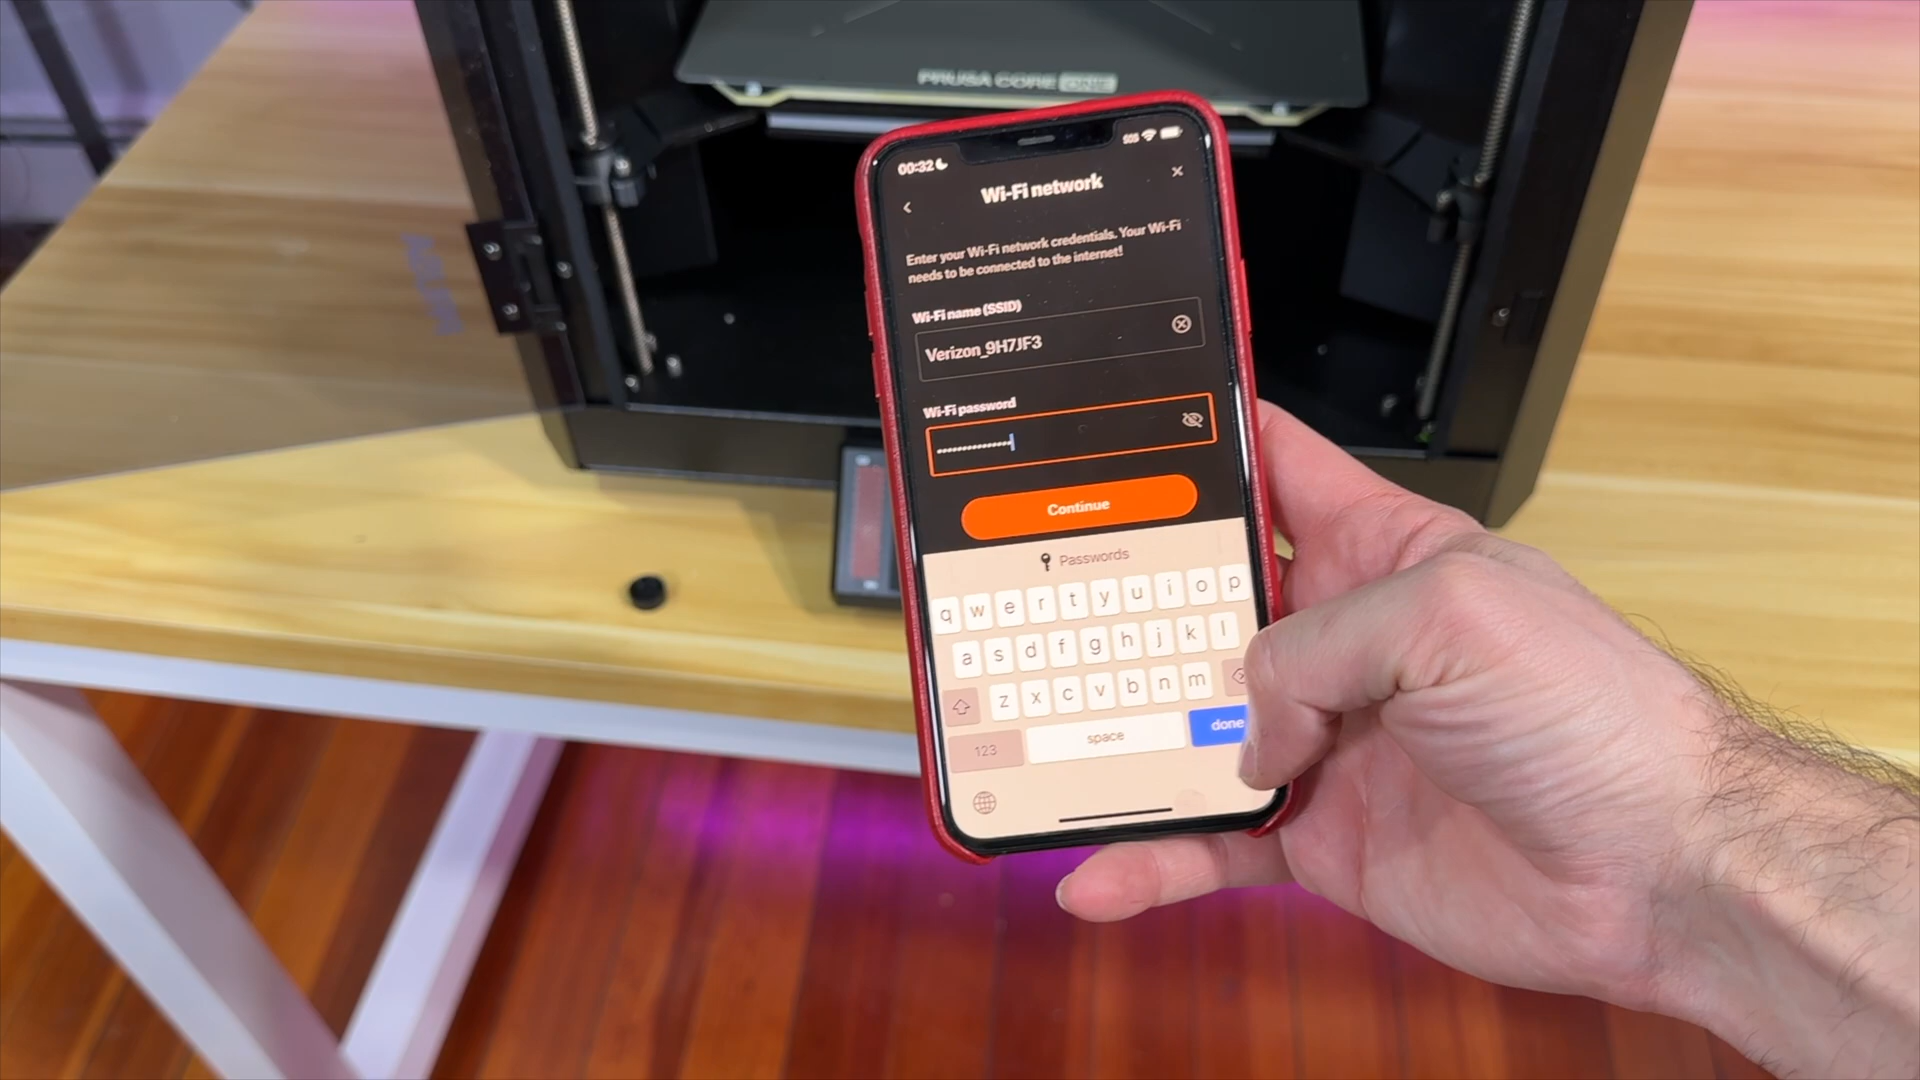 PRUSA CORE ONE
00:32
SOS
Wi-Fi network
Enter your Wi-Fi network credentials. Your Wi-Fi
needs to be connected to the internet!
Wi-Fi name (SSID)
Verizon_9H7JF3
Wi-Fi password
Continue
Passwords
q w e r t y u i o p
a s d f g h j k l
z x c v b n m
123 space done